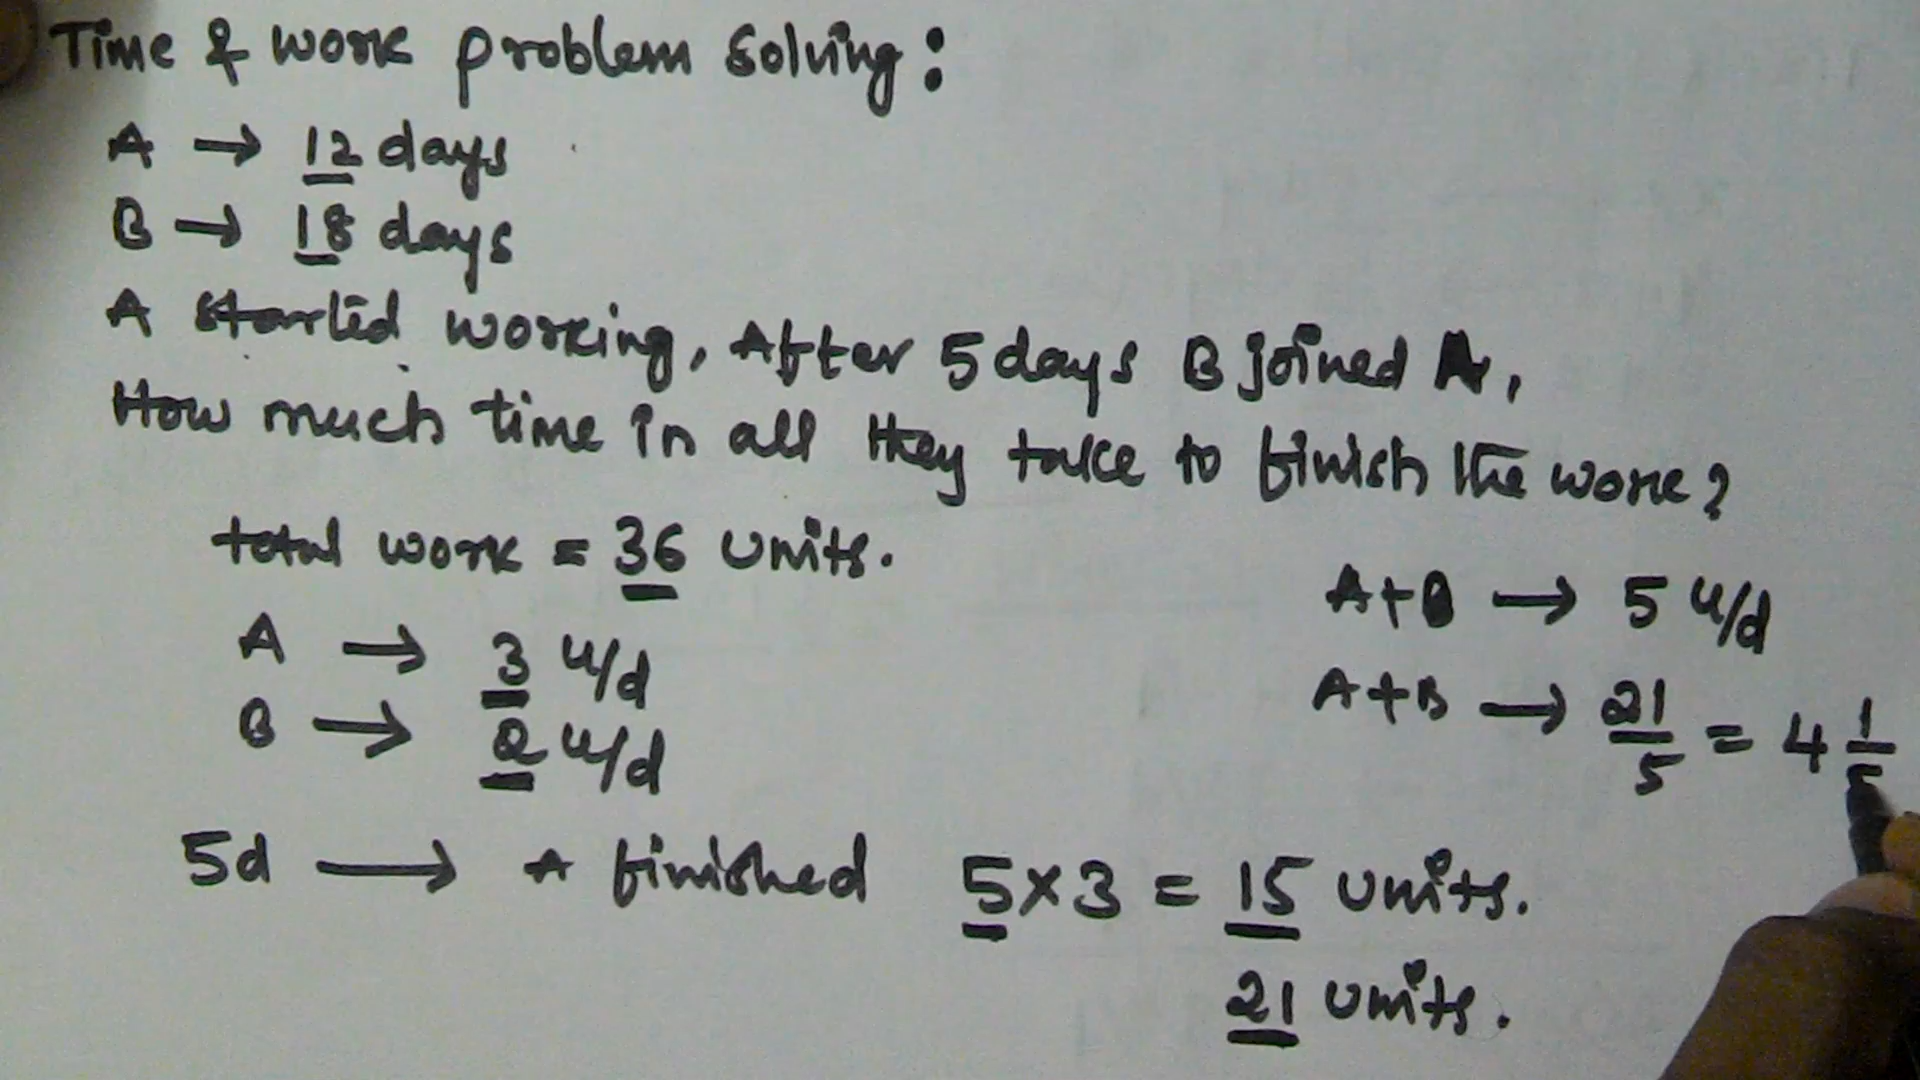 Time & work problem solving:
A → 12 days
B → 18 days
A started working, After 5 days B joined A,
How much time in all they take to finish the work?
total work = 36 units.
A → 3 u/d
B → 2 u/d
A+B → 5 u/d
A+B → 21/5 = 4 1/5
5d → A finished 5×3 = 15 units.
21 units.